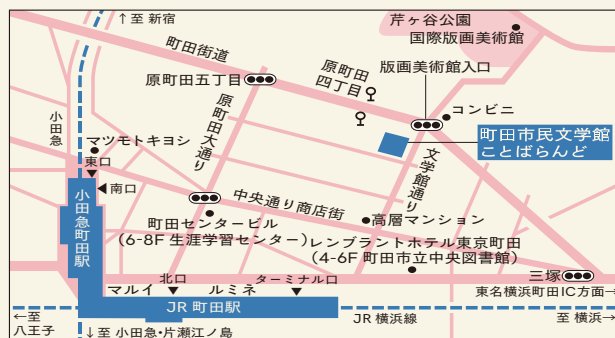 ↑至 新宿
町田街道
芹ヶ谷公園
国際版画美術館
原町田五丁目
原町田
四丁目
版画美術館入口
コンビニ
町田市民文学館
ことばらんど
小田急
原町田大通り
文学館通り
マツモトキヨシ
東口
南口
小田急町田駅
中央通り商店街
町田センタービル
(6-8F 生涯学習センター)
高層マンション
レンブラントホテル東京町田
(4-6F 町田市立中央図書館)
三塚
東名横浜町田IC方面→
北口
マルイ
ルミネ
ターミナル口
JR 町田駅
←至
八王子
↓至 小田急・片瀬江ノ島
JR 横浜線
至 横浜→